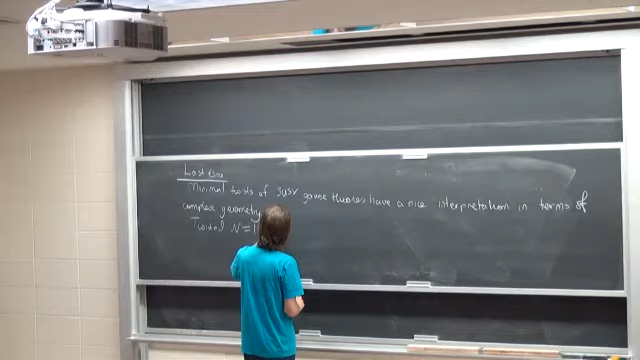 Last time
Minimal twists of SUSY gauge theories have a nice interpretation in terms of
complex geometry
Twisted N=1